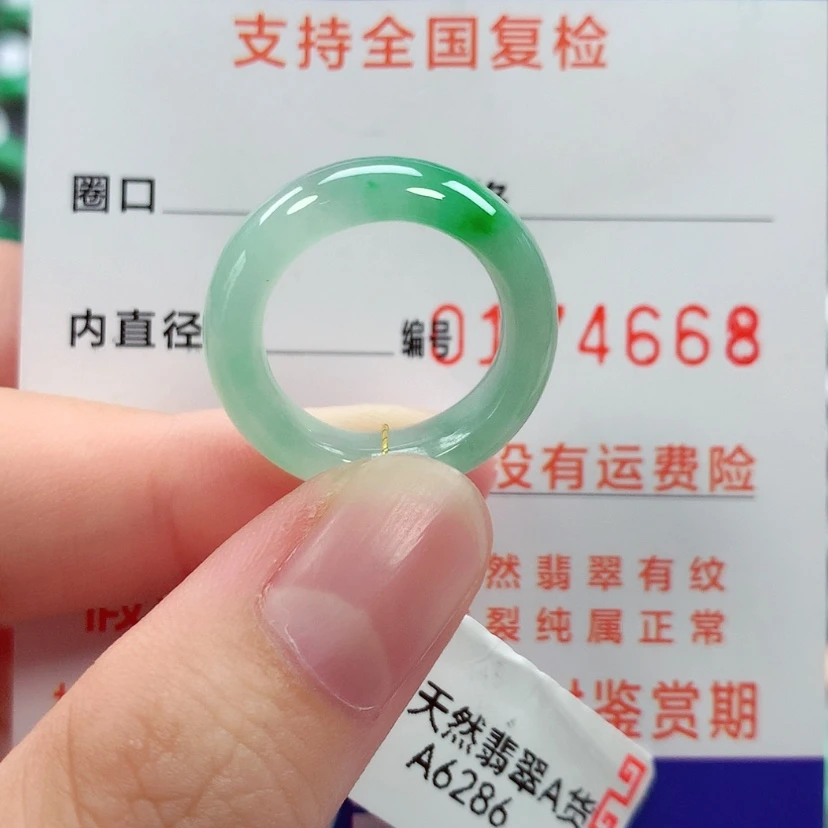 支持全国复检
圈口
内直径
编号 01 74668
没有运费险
然翡翠有纹
裂纯属正常
鉴赏期
天然翡翠A货
A6286